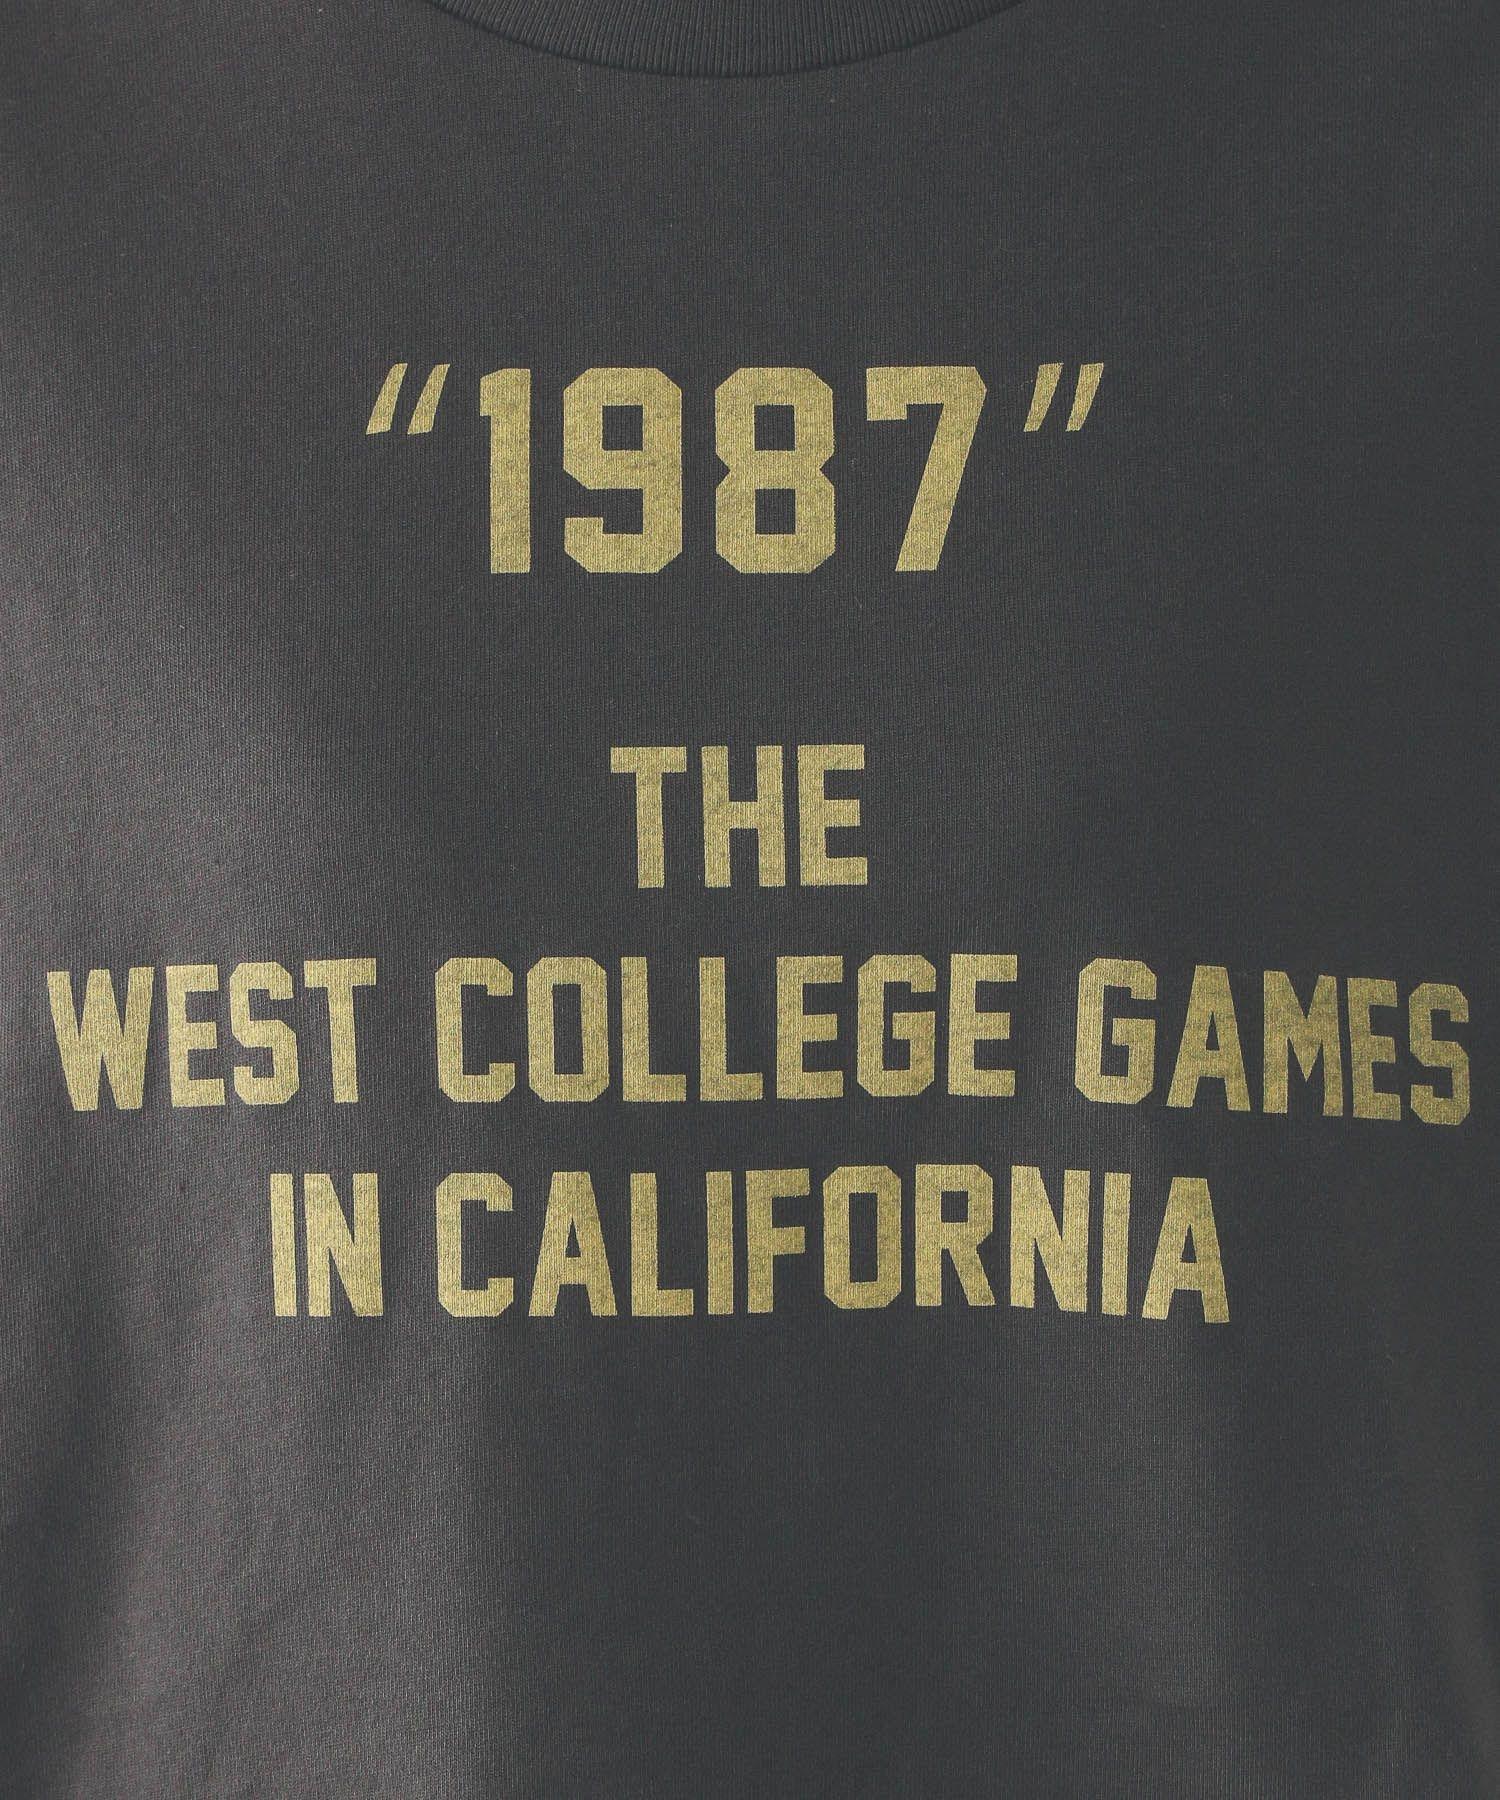 “1987”
THE
WEST COLLEGE GAMES
IN CALIFORNIA